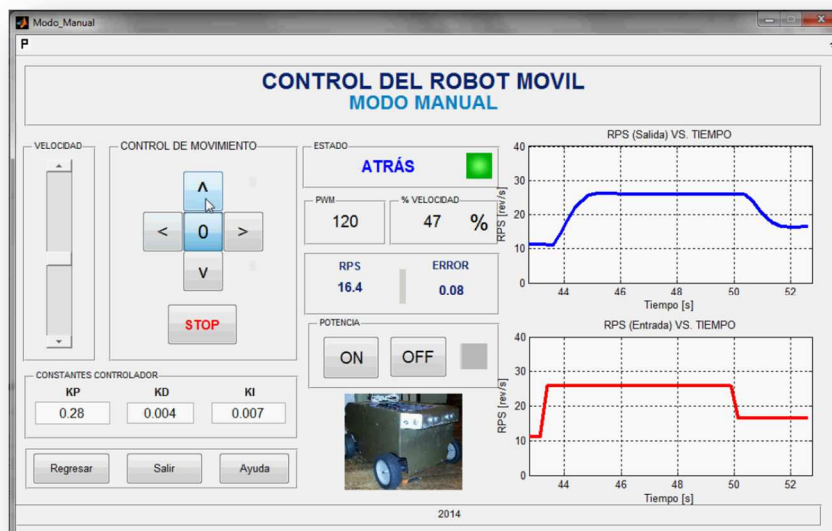 Modo_Manual
P
CONTROL DEL ROBOT MOVIL
MODO MANUAL
VELOCIDAD
CONTROL DE MOVIMIENTO
ʌ
<
0
>
v
STOP
ESTADO
ATRÁS
PWM
120
% VELOCIDAD
47 %
RPS
16.4
ERROR
0.08
POTENCIA
ON
OFF
CONSTANTES CONTROLADOR
KP
KD
KI
0.28
0.004
0.007
Regresar
Salir
Ayuda
RPS (Salida) VS. TIEMPO
RPS [rev/s]
40
30
20
10
0
44 46 48 50 52
Tiempo [s]
RPS (Entrada) VS. TIEMPO
RPS [rev/s]
40
30
20
10
0
44 46 48 50 52
Tiempo [s]
2014